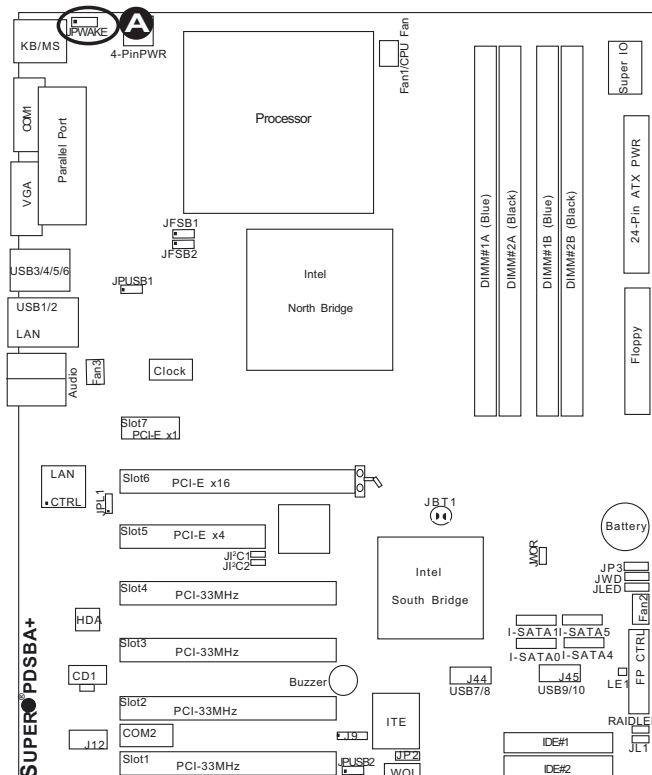 JPWAKE
A
KB/MS
4-PinPWR
Fan1/CPU Fan
Super IO
COM1
Parallel Port
Processor
VGA
24-Pin ATX PWR
DIMM#1A (Blue)
DIMM#2A (Black)
DIMM#1B (Blue)
DIMM#2B (Black)
JFSB1
JFSB2
USB3/4/5/6
JPUSB1
Intel
North Bridge
USB1/2
LAN
Floppy
Audio
Fan3
Clock
Slot7
PCI-E x1
LAN
CTRL
JPL1
Slot6
PCI-E x16
JBT1
Battery
Slot5
PCI-E x4
JI²C1
JI²C2
JWOR
Intel
South Bridge
JP3
JWD
JLED
Fan2
Slot4
PCI-33MHz
HDA
I-SATA1
I-SATA5
I-SATA0
I-SATA4
FP CTRL
Slot3
PCI-33MHz
CD1
Buzzer
J44
USB7/8
J45
USB9/10
LE1
Slot2
PCI-33MHz
ITE
RAIDLED
COM2
J12
J9
JP2
JL1
IDE#1
Slot1
PCI-33MHz
JPUSB2
WOL
IDE#2
SUPER® PDSBA+